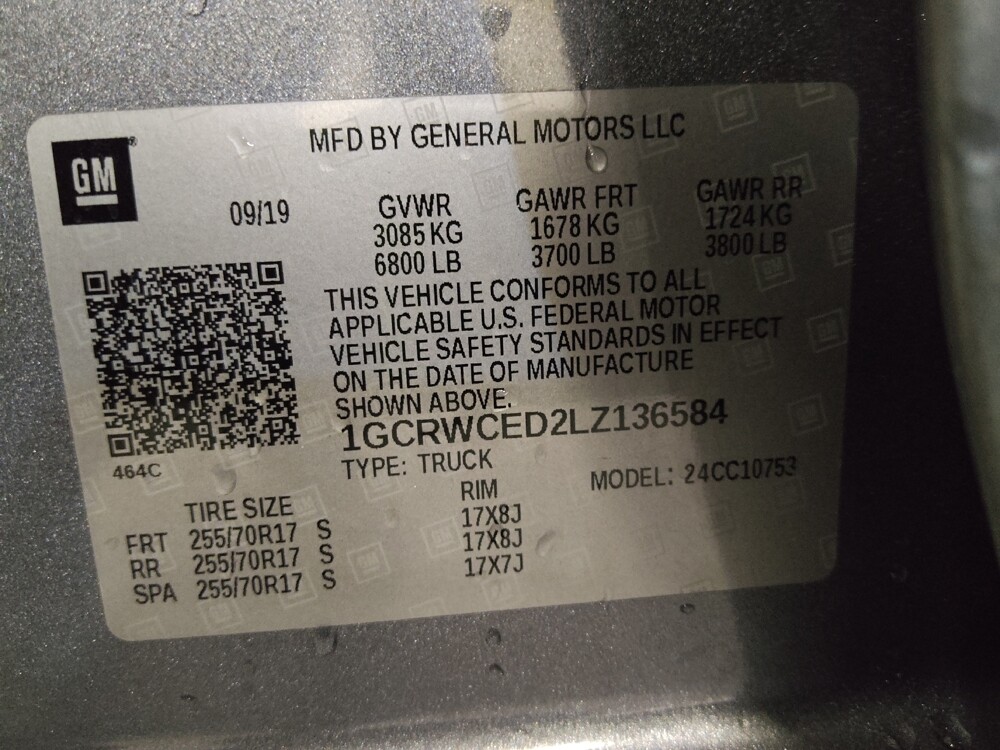 GM
MFD BY GENERAL MOTORS LLC
09/19
GVWR GAWR FRT GAWR RR
3085 KG 1678 KG 1724 KG
6800 LB 3700 LB 3800 LB
THIS VEHICLE CONFORMS TO ALL
APPLICABLE U.S. FEDERAL MOTOR
VEHICLE SAFETY STANDARDS IN EFFECT
ON THE DATE OF MANUFACTURE
SHOWN ABOVE.
1GCRWCED2LZ136584
464C
TYPE: TRUCK MODEL: 24CC10753
TIRE SIZE RIM
FRT 255/70R17 S 17X8J
RR 255/70R17 S 17X8J
SPA 255/70R17 S 17X7J